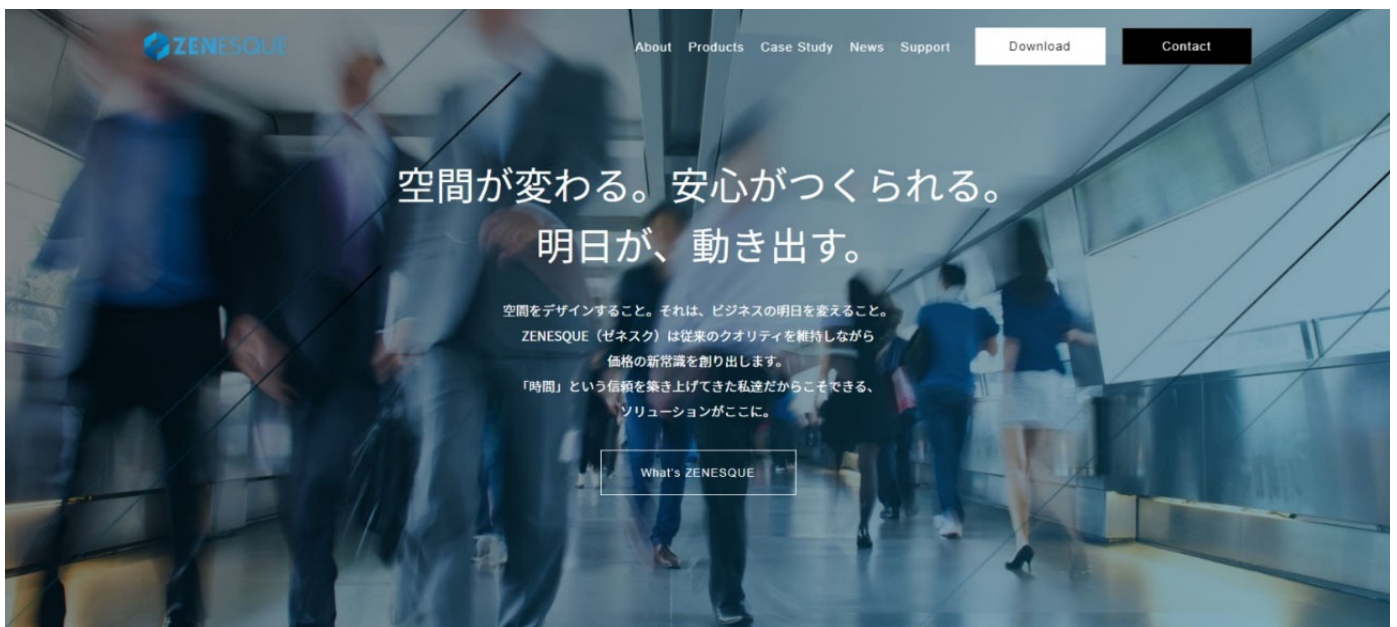 ZENESQUE
About Products Case Study News Support Download Contact
空間が変わる。安心がつくられる。
明日が、動き出す。
空間をデザインすること。それは、ビジネスの明日を変えること。
ZENESQUE（ゼネスク）は従来のクオリティを維持しながら
価格の新常識を創り出します。
「時間」という信頼を築き上げてきた私達だからこそできる、
ソリューションがここに。
What's ZENESQUE